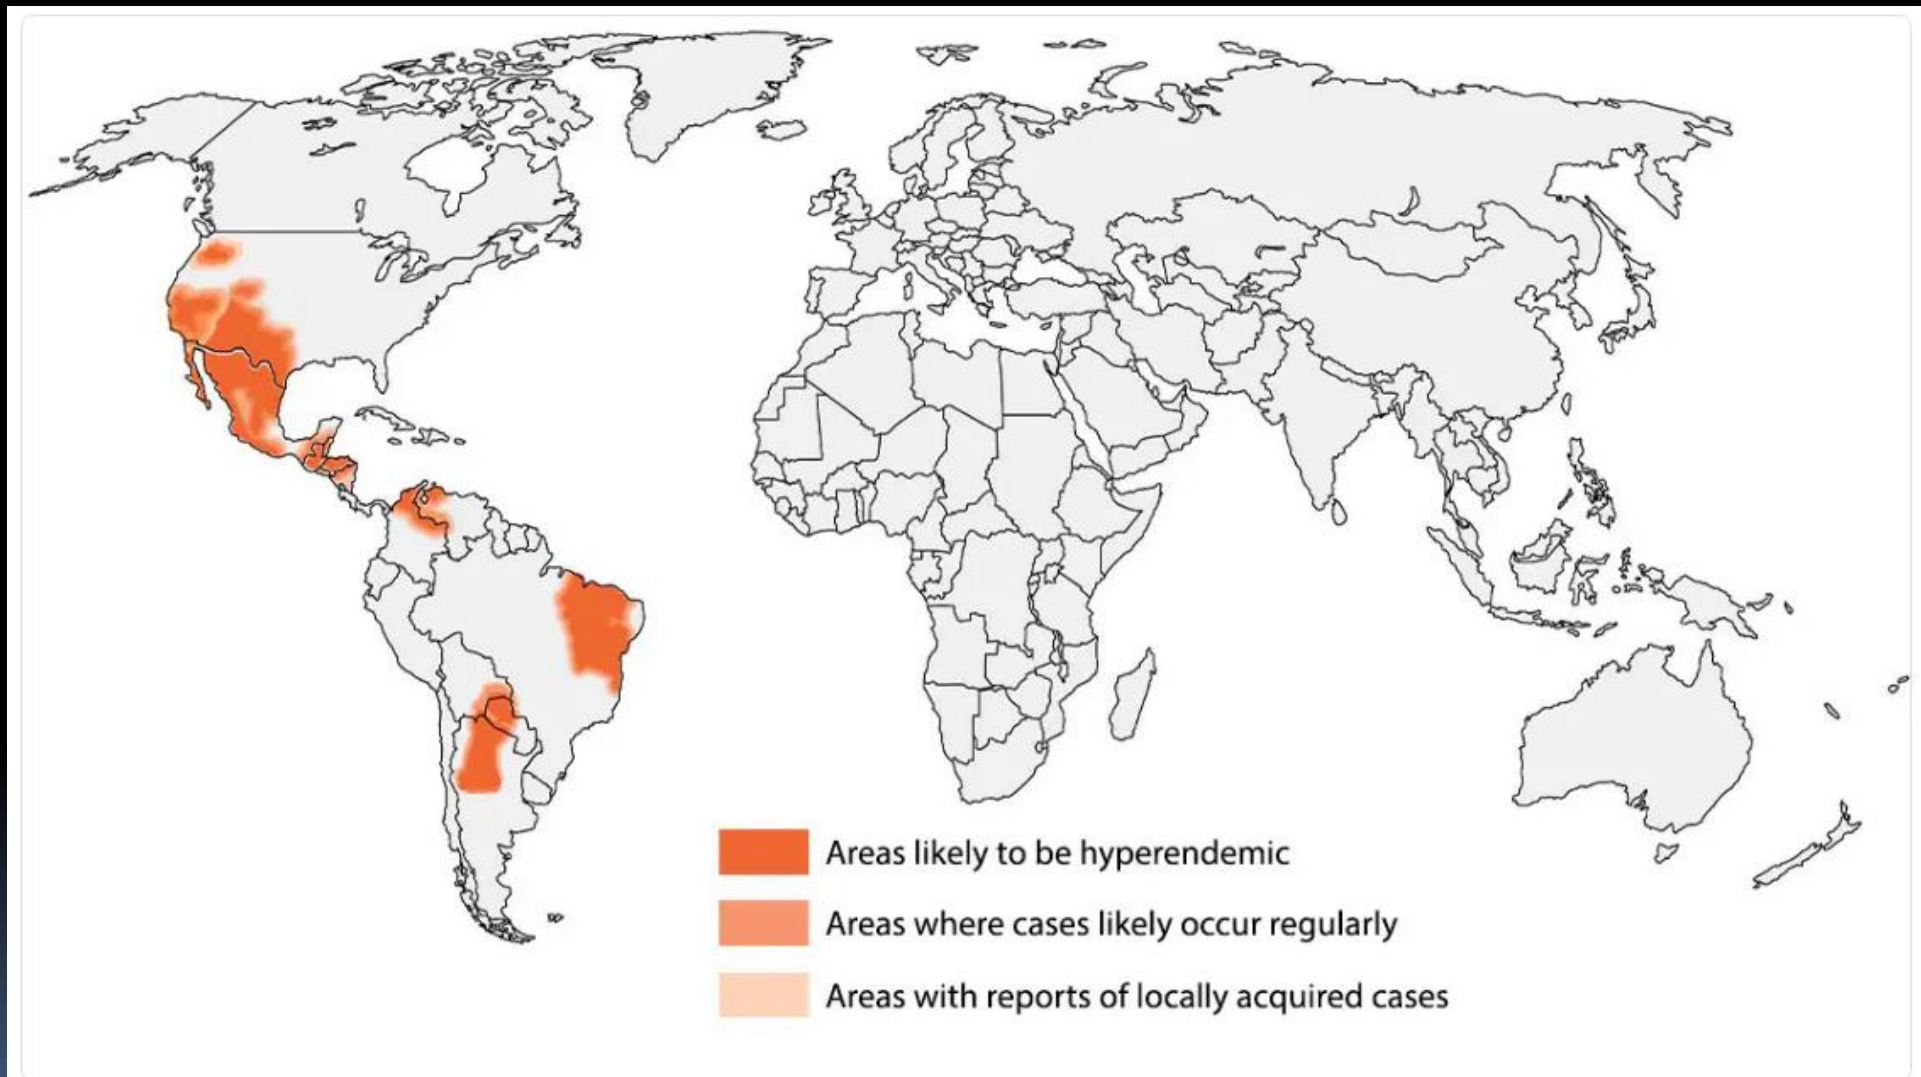 Areas likely to be hyperendemic
Areas where cases likely occur regularly
Areas with reports of locally acquired cases